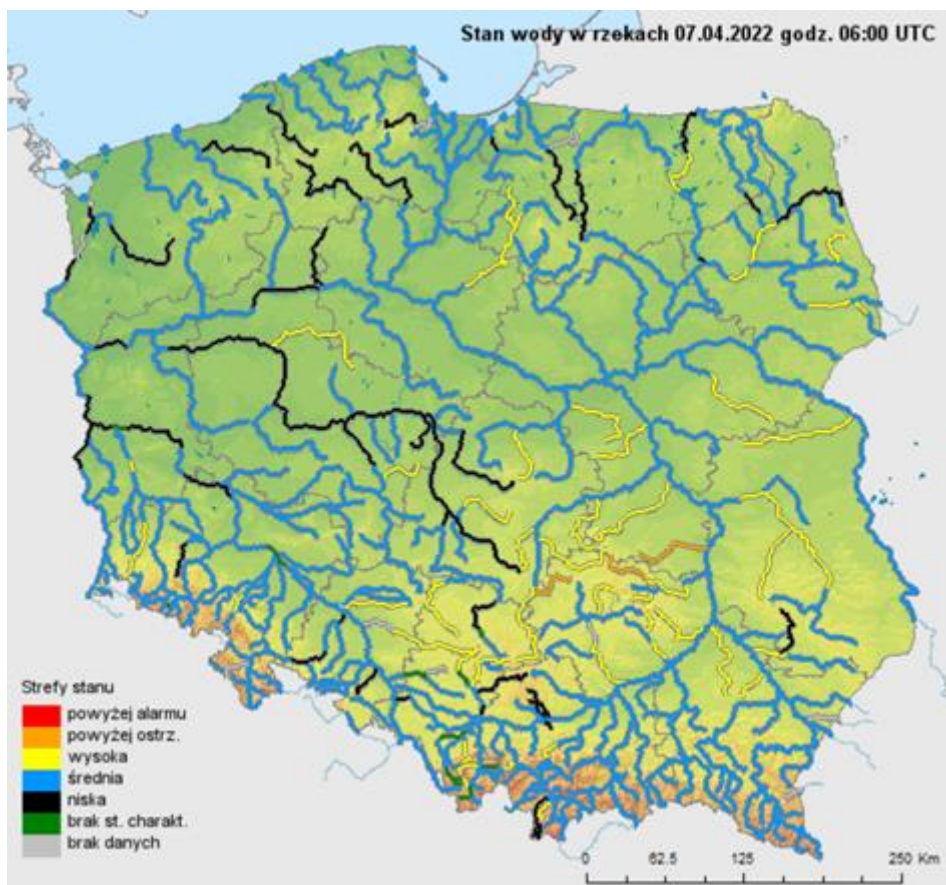 Stan wody w rzekach 07.04.2022 godz. 06:00 UTC
Strefy stanu
powyżej alarmu
powyżej ostrz.
wysoka
średnia
niska
brak st. charakt.
brak danych
0 62.5 125 250 Km